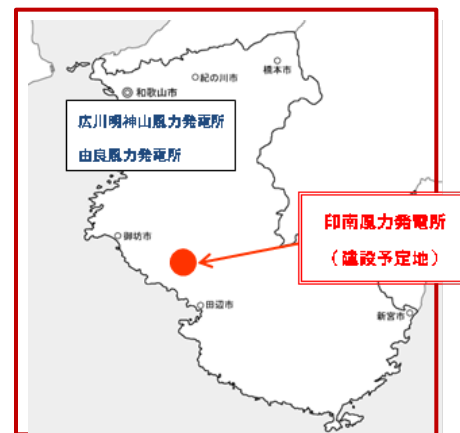 橋本市
紀の川市
和歌山市
広川明神山風力発電所
由良風力発電所
印南風力発電所
(建設予定地)
御坊市
田辺市
新宮市